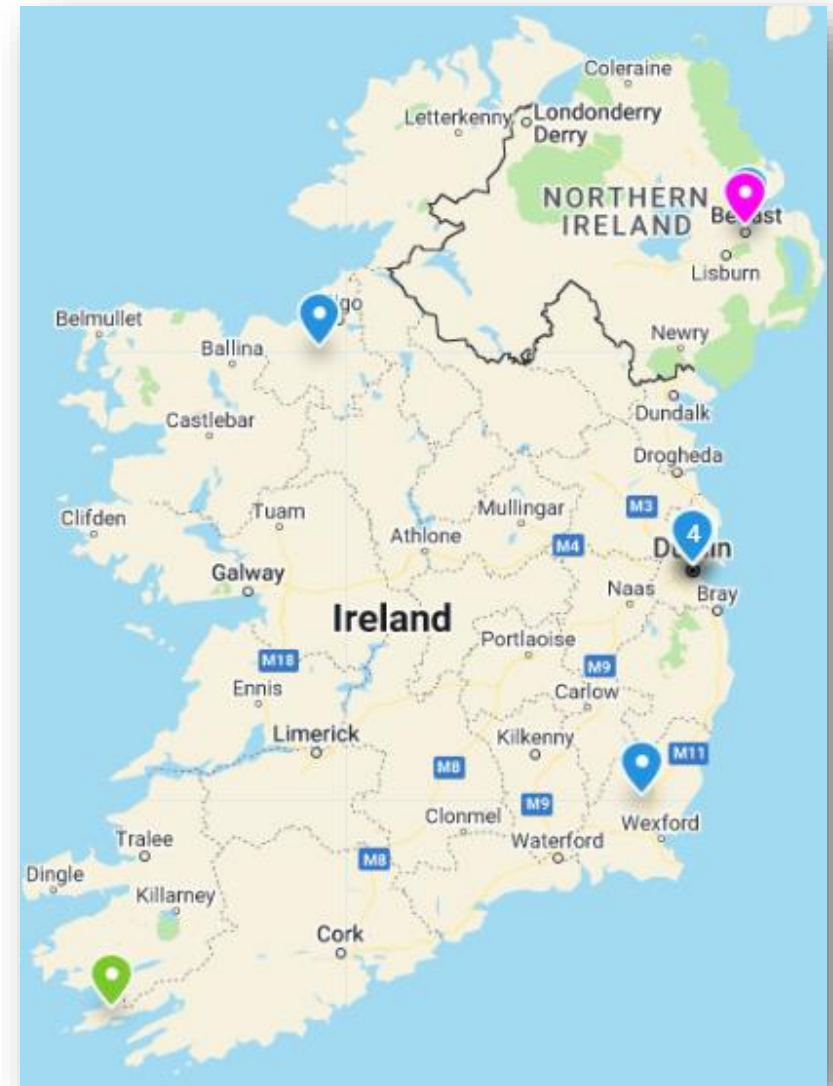 Coleraine
Londonderry
Derry
Letterkenny
NORTHERN
IRELAND
Lisburn
Belmullet
Ballina
Newry
Castlebar
Dundalk
Drogheda
Clifden
Tuam
Mullingar
M3
Athlone
M4
4
Galway
Naas
Bray
Ireland
Portlaoise
M18
M9
Ennis
Carlow
Limerick
Kilkenny
M11
M8
M9
Clonmel
Wexford
Tralee
Waterford
M8
Dingle
Killarney
Cork